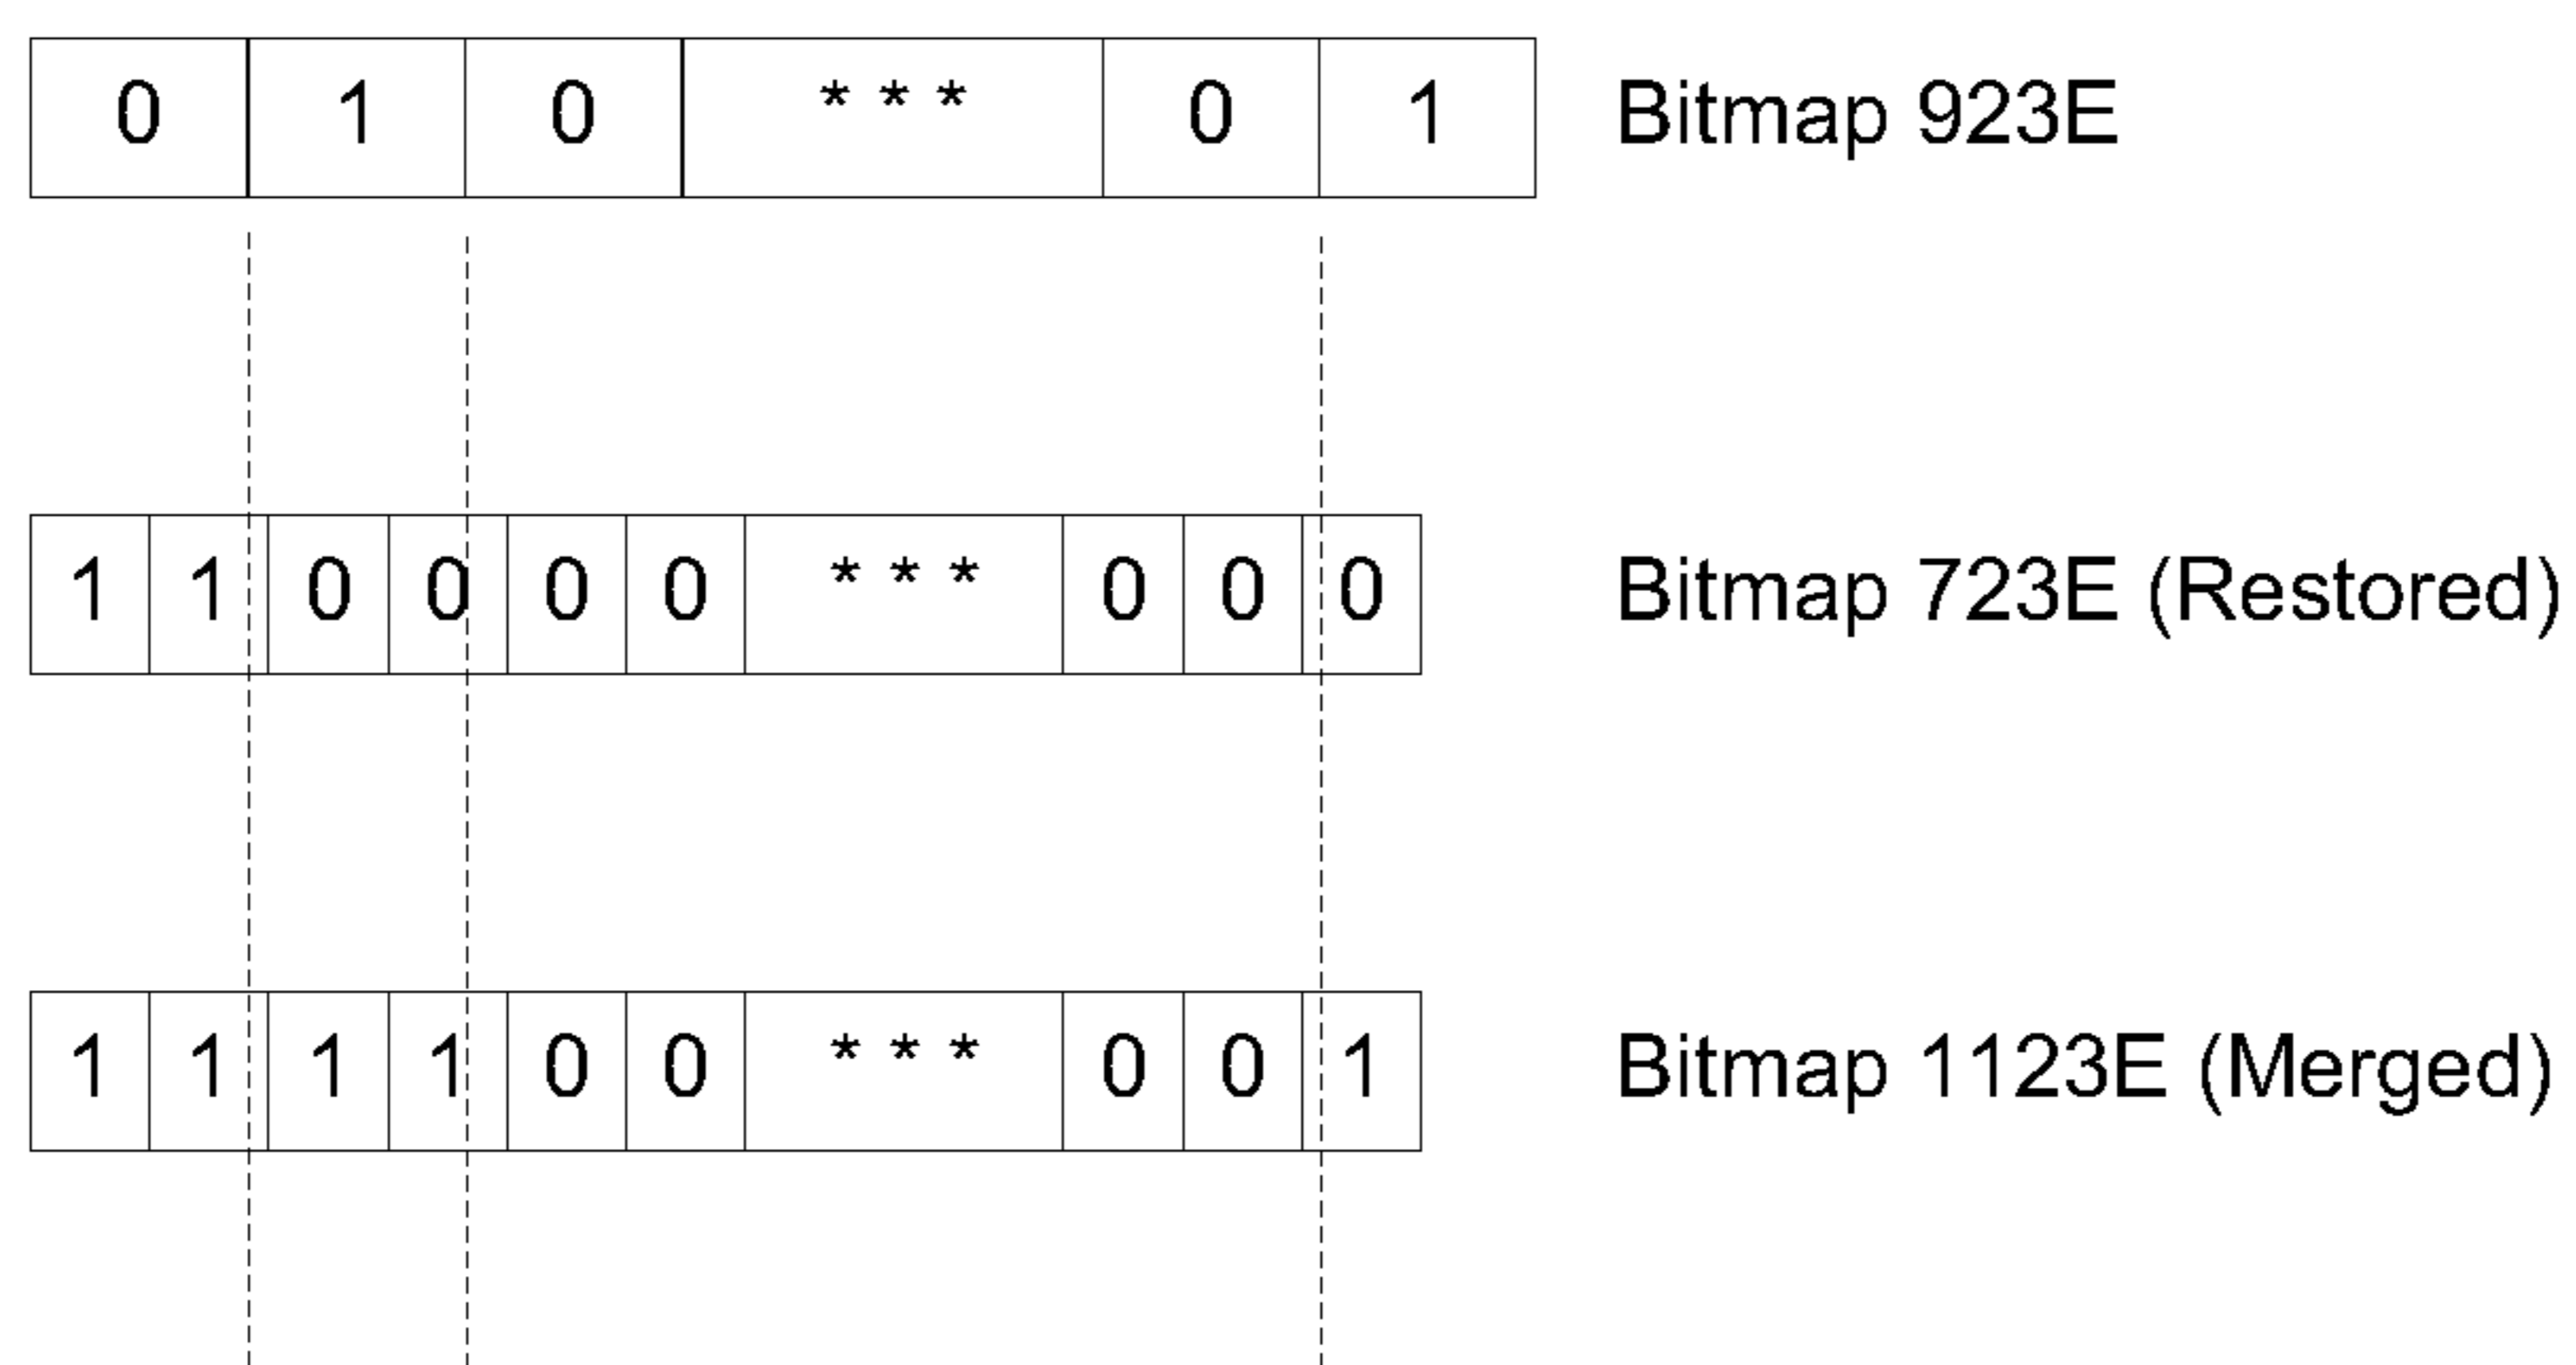 0 1 0 * * * 0 1 Bitmap 923E
1 1 0 0 0 0 * * * 0 0 0 Bitmap 723E (Restored)
1 1 1 1 0 0 * * * 0 0 1 Bitmap 1123E (Merged)